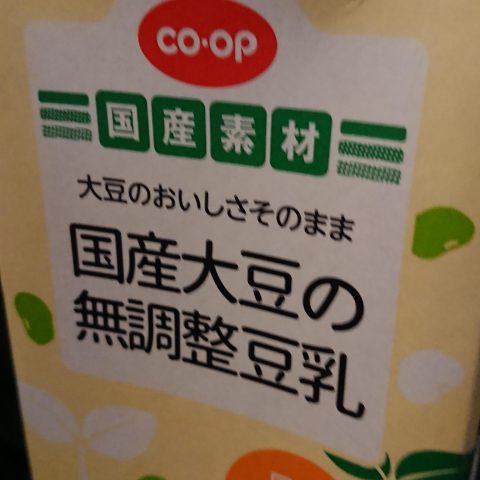 CO·OP
国産素材
大豆のおいしさそのまま
国産大豆の
無調整豆乳